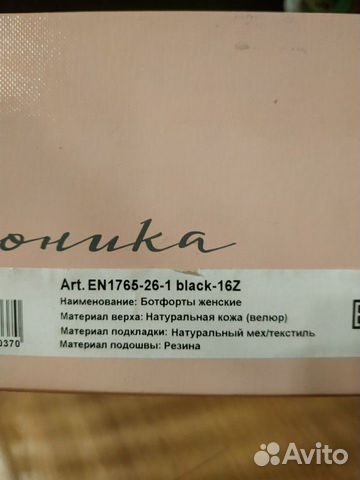 оника
Art. EN1765-26-1 black-16Z
Наименование: Ботфорты женские
Материал верха: Натуральная кожа (велюр)
Материал подкладки: Натуральный мех/текстиль
Материал подошвы: Резина
0370
Avito